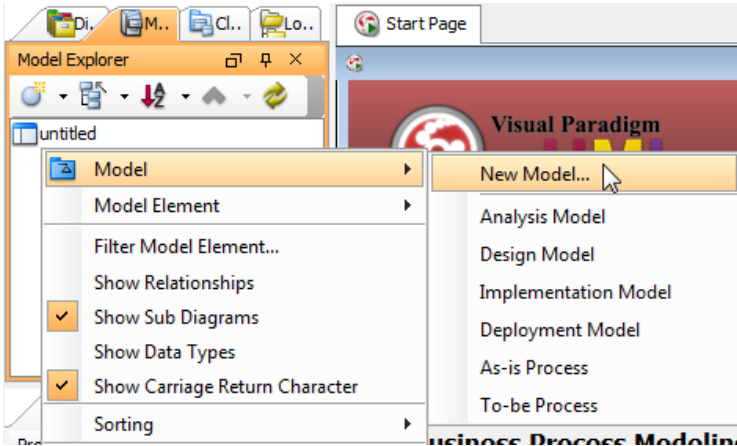 Di..
M..
Cl..
Lo..
Start Page
Model Explorer
untitled
Visual Paradigm
Model
New Model...
Model Element
Analysis Model
Filter Model Element...
Design Model
Show Relationships
Implementation Model
Show Sub Diagrams
Deployment Model
Show Data Types
As-is Process
Show Carriage Return Character
To-be Process
Sorting